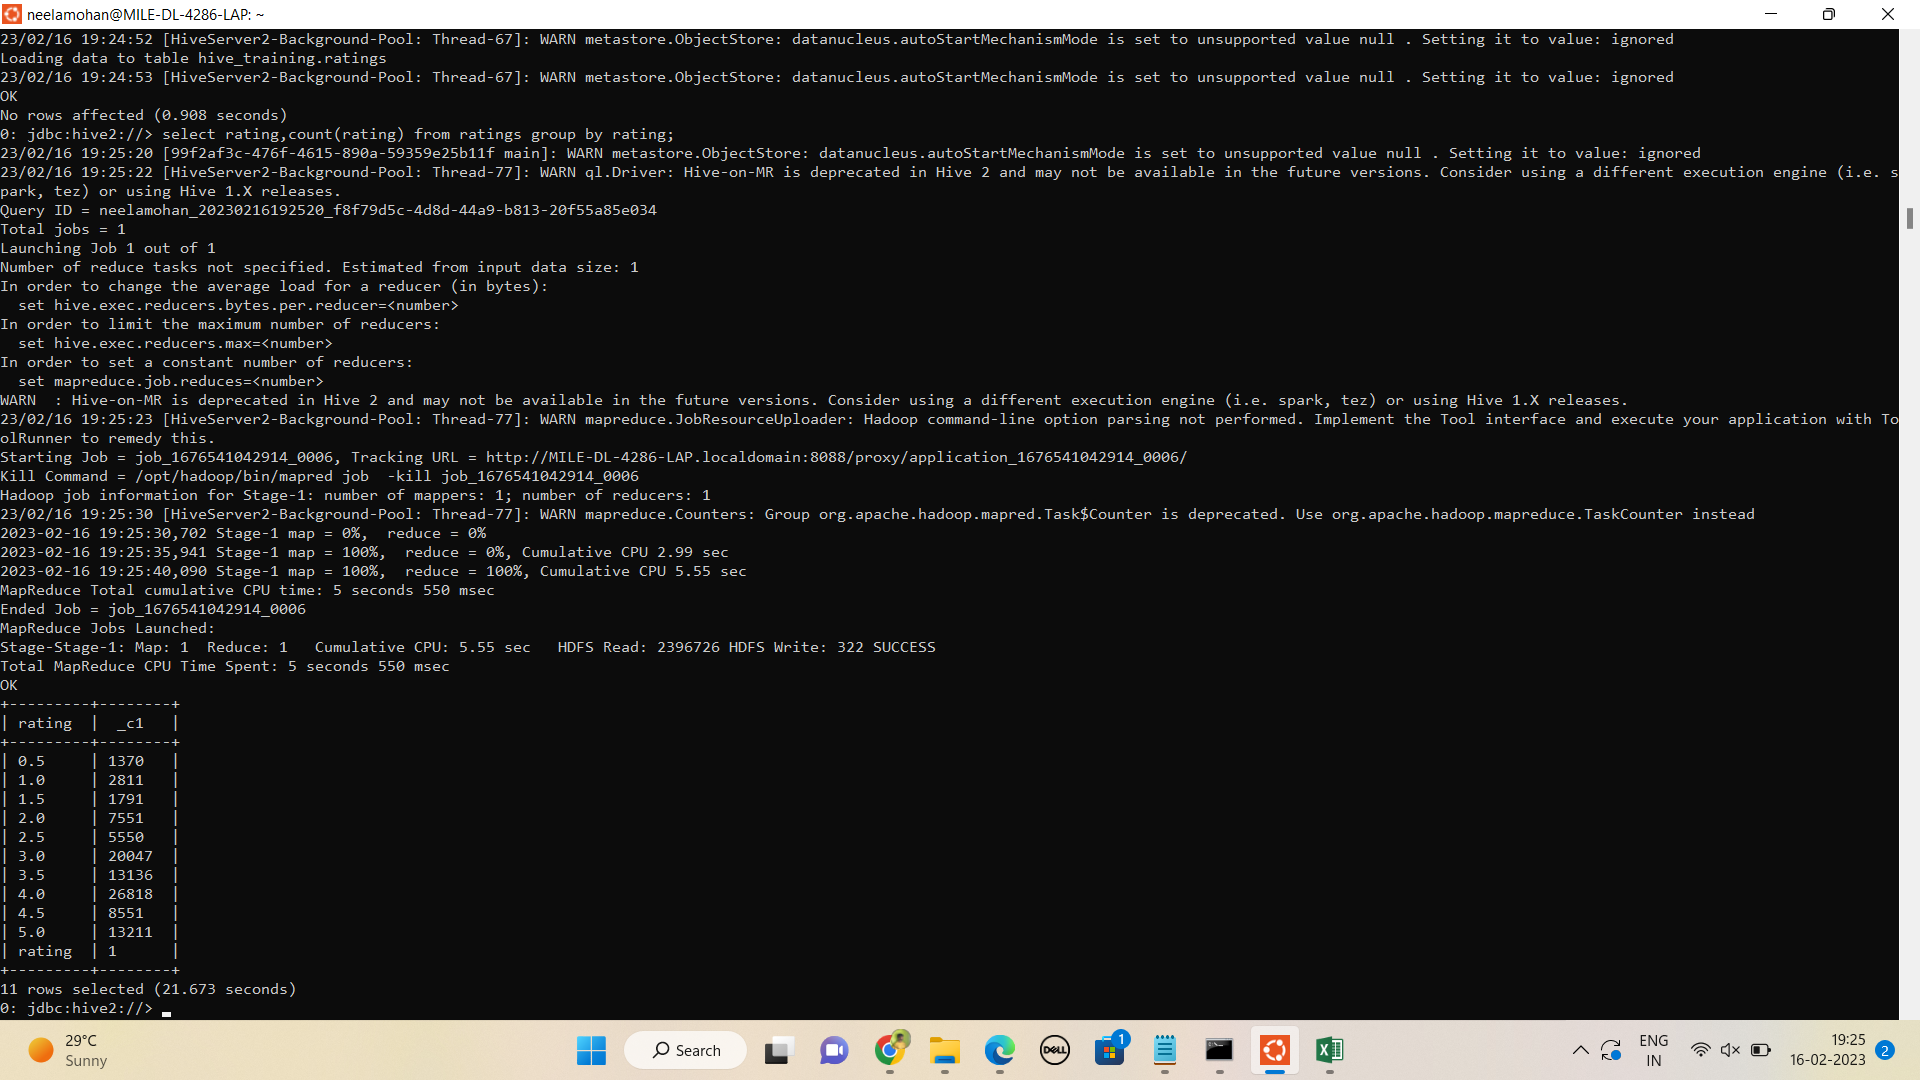 neelamohan@MILE-DL-4286-LAP: ~
23/02/16 19:24:52 [HiveServer2-Background-Pool: Thread-67]: WARN metastore.ObjectStore: datanucleus.autoStartMechanismMode is set to unsupported value null . Setting it to value: ignored
Loading data to table hive_training.ratings
23/02/16 19:24:53 [HiveServer2-Background-Pool: Thread-67]: WARN metastore.ObjectStore: datanucleus.autoStartMechanismMode is set to unsupported value null . Setting it to value: ignored
OK
No rows affected (0.908 seconds)
0: jdbc:hive2://> select rating,count(rating) from ratings group by rating;
23/02/16 19:25:20 [99f2af3c-476f-4615-890a-59359e25b11f main]: WARN metastore.ObjectStore: datanucleus.autoStartMechanismMode is set to unsupported value null . Setting it to value: ignored
23/02/16 19:25:22 [HiveServer2-Background-Pool: Thread-77]: WARN ql.Driver: Hive-on-MR is deprecated in Hive 2 and may not be available in the future versions. Consider using a different execution engine (i.e. s
park, tez) or using Hive 1.X releases.
Query ID = neelamohan_20230216192520_f8f79d5c-4d8d-44a9-b813-20f55a85e034
Total jobs = 1
Launching Job 1 out of 1
Number of reduce tasks not specified. Estimated from input data size: 1
In order to change the average load for a reducer (in bytes):
  set hive.exec.reducers.bytes.per.reducer=<number>
In order to limit the maximum number of reducers:
  set hive.exec.reducers.max=<number>
In order to set a constant number of reducers:
  set mapreduce.job.reduces=<number>
WARN  : Hive-on-MR is deprecated in Hive 2 and may not be available in the future versions. Consider using a different execution engine (i.e. spark, tez) or using Hive 1.X releases.
23/02/16 19:25:23 [HiveServer2-Background-Pool: Thread-77]: WARN mapreduce.JobResourceUploader: Hadoop command-line option parsing not performed. Implement the Tool interface and execute your application with To
olRunner to remedy this.
Starting Job = job_1676541042914_0006, Tracking URL = http://MILE-DL-4286-LAP.localdomain:8088/proxy/application_1676541042914_0006/
Kill Command = /opt/hadoop/bin/mapred job  -kill job_1676541042914_0006
Hadoop job information for Stage-1: number of mappers: 1; number of reducers: 1
23/02/16 19:25:30 [HiveServer2-Background-Pool: Thread-77]: WARN mapreduce.Counters: Group org.apache.hadoop.mapred.Task$Counter is deprecated. Use org.apache.hadoop.mapreduce.TaskCounter instead
2023-02-16 19:25:30,702 Stage-1 map = 0%,  reduce = 0%
2023-02-16 19:25:35,941 Stage-1 map = 100%,  reduce = 0%, Cumulative CPU 2.99 sec
2023-02-16 19:25:40,090 Stage-1 map = 100%,  reduce = 100%, Cumulative CPU 5.55 sec
MapReduce Total cumulative CPU time: 5 seconds 550 msec
Ended Job = job_1676541042914_0006
MapReduce Jobs Launched:
Stage-Stage-1: Map: 1  Reduce: 1   Cumulative CPU: 5.55 sec   HDFS Read: 2396726 HDFS Write: 322 SUCCESS
Total MapReduce CPU Time Spent: 5 seconds 550 msec
OK
+---------+--------+
| rating  |  _c1   |
+---------+--------+
| 0.5     | 1370   |
| 1.0     | 2811   |
| 1.5     | 1791   |
| 2.0     | 7551   |
| 2.5     | 5550   |
| 3.0     | 20047  |
| 3.5     | 13136  |
| 4.0     | 26818  |
| 4.5     | 8551   |
| 5.0     | 13211  |
| rating  | 1      |
+---------+--------+
11 rows selected (21.673 seconds)
0: jdbc:hive2://>
29°C
Sunny
Search
DELL
1
ENG
IN
19:25
16-02-2023
2